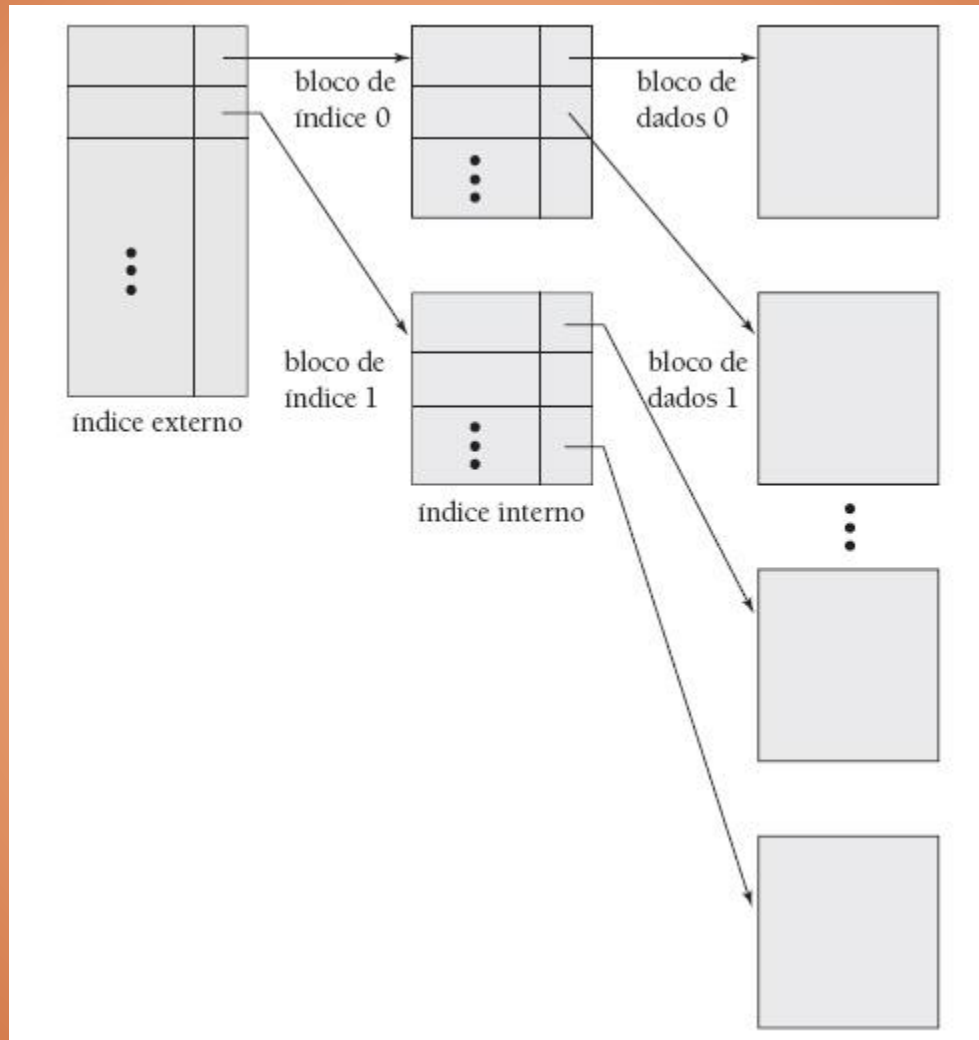 bloco de
índice 0
bloco de
dados 0
bloco de
índice 1
bloco de
dados 1
índice externo
índice interno